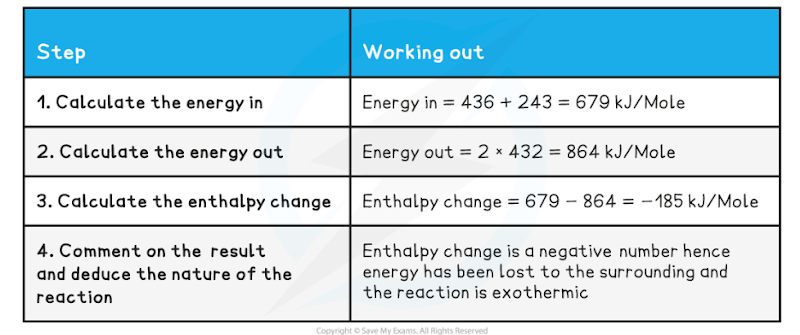 Step
Working out
1. Calculate the energy in
Energy in = 436 + 243 = 679 kJ/Mole
2. Calculate the energy out
Energy out = 2 × 432 = 864 kJ/Mole
3. Calculate the enthalpy change
Enthalpy change = 679 – 864 = –185 kJ/Mole
4. Comment on the result
and deduce the nature of the
reaction
Enthalpy change is a negative number hence
energy has been lost to the surrounding and
the reaction is exothermic
Copyright © Save My Exams. All Rights Reserved